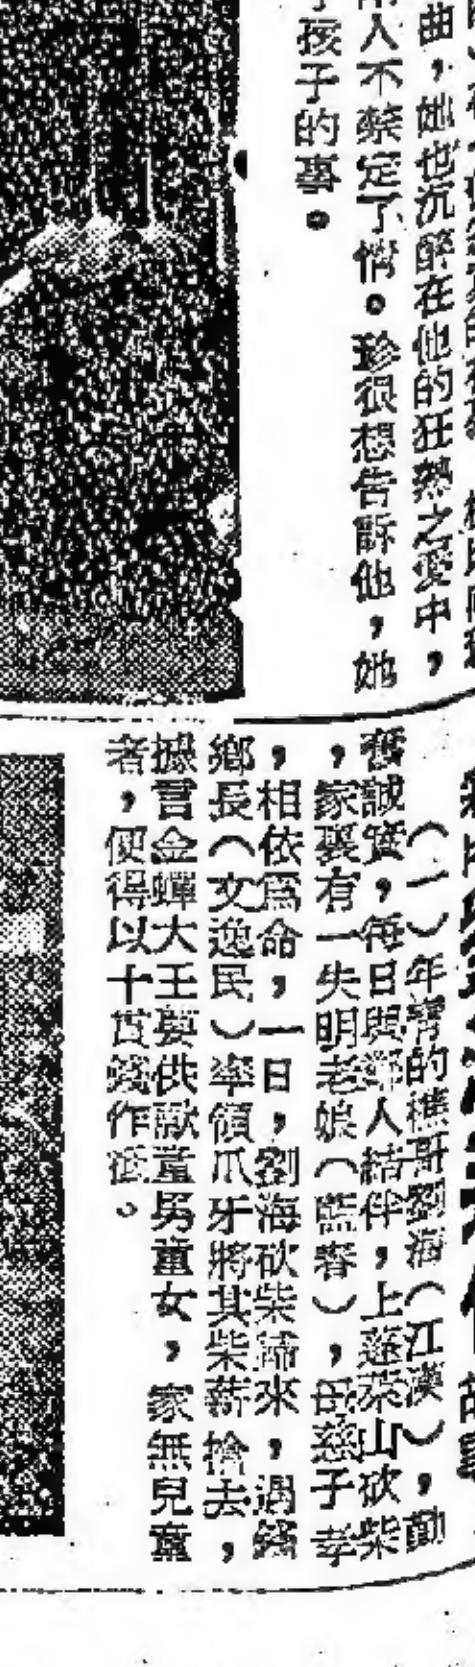 曲，她也沉醉在他的狂熱之愛中，
人不禁定了情。珍很想告訴他，她
孩子的事。
（一）年青的樵哥劉海（江漢），勤
奮誠實，每日與鄰人結伴，上蓬萊山砍柴
，家裏有一失明老娘（藍春），母慈子孝
，相依爲命，一日，劉海砍柴歸來，遇錢
鄉長（文逸民）率領爪牙將其柴薪搶去，
據言金蟬大王要供獻童男童女，家無兒童
者，便得以十貫錢作抵。